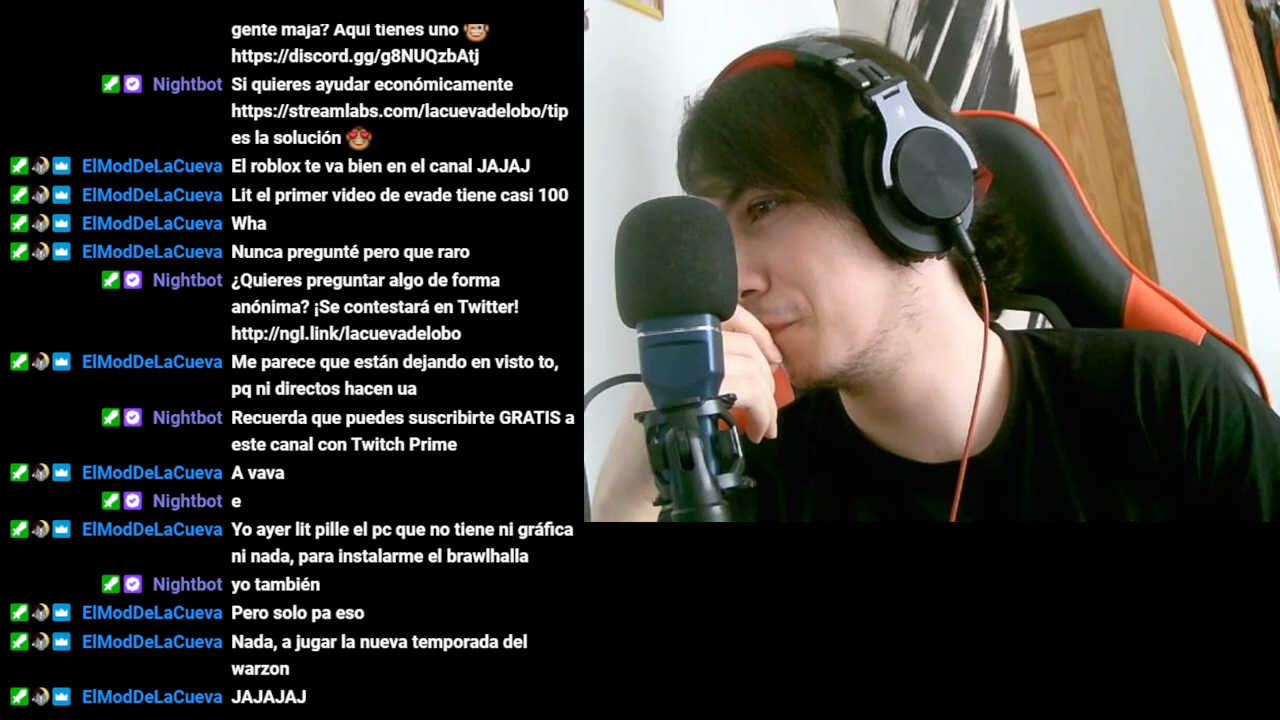 gente maja? Aqui tienes uno
https://discord.gg/g8NUQzbAtj
Nightbot Si quieres ayudar económicamente
https://streamlabs.com/lacuevadelobo/tip
es la solución
ElModDeLaCueva El roblox te va bien en el canal JAJAJ
ElModDeLaCueva Lit el primer video de evade tiene casi 100
ElModDeLaCueva Wha
ElModDeLaCueva Nunca pregunté pero que raro
Nightbot ¿Quieres preguntar algo de forma
anónima? ¡Se contestará en Twitter!
http://ngl.link/lacuevadelobo
ElModDeLaCueva Me parece que están dejando en visto to,
pq ni directos hacen ua
Nightbot Recuerda que puedes suscribirte GRATIS a
este canal con Twitch Prime
ElModDeLaCueva A vava
Nightbot e
ElModDeLaCueva Yo ayer lit pille el pc que no tiene ni gráfica
ni nada, para instalarme el brawlhalla
Nightbot yo también
ElModDeLaCueva Pero solo pa eso
ElModDeLaCueva Nada, a jugar la nueva temporada del
warzon
ElModDeLaCueva JAJAJAJ